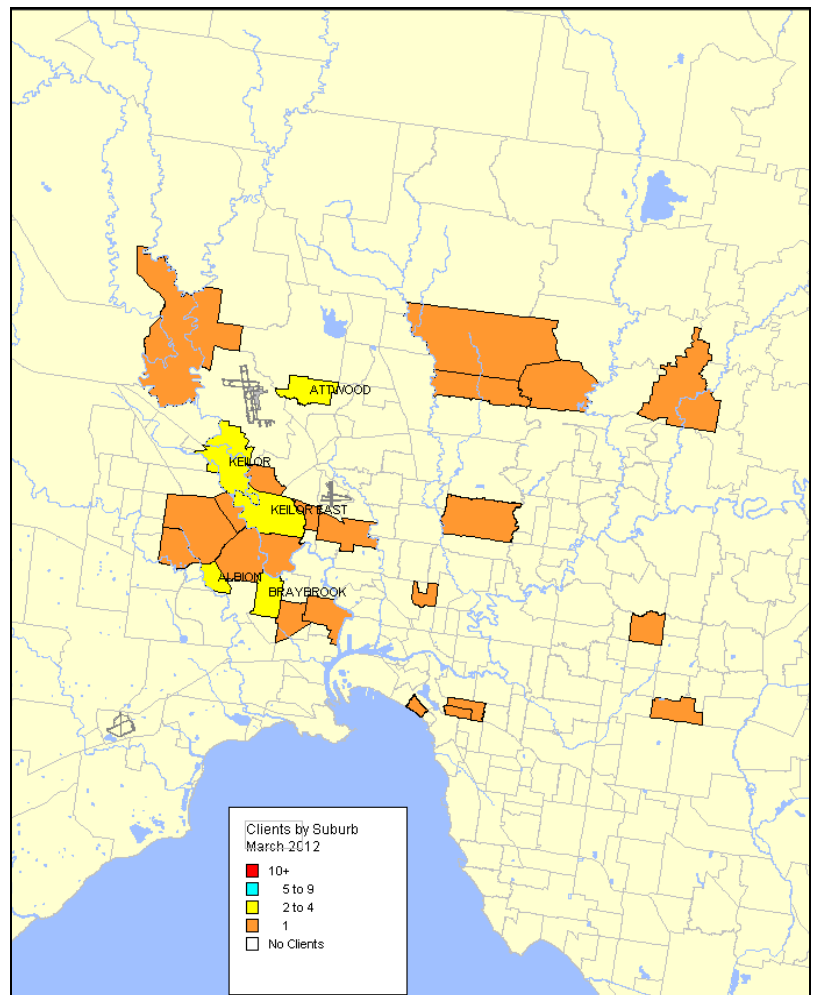 ATTWOOD
KEILOR
KEILOR EAST
ALBION
BRAYBROOK
Clients by Suburb
March 2012
10+
5 to 9
2 to 4
1
No Clients